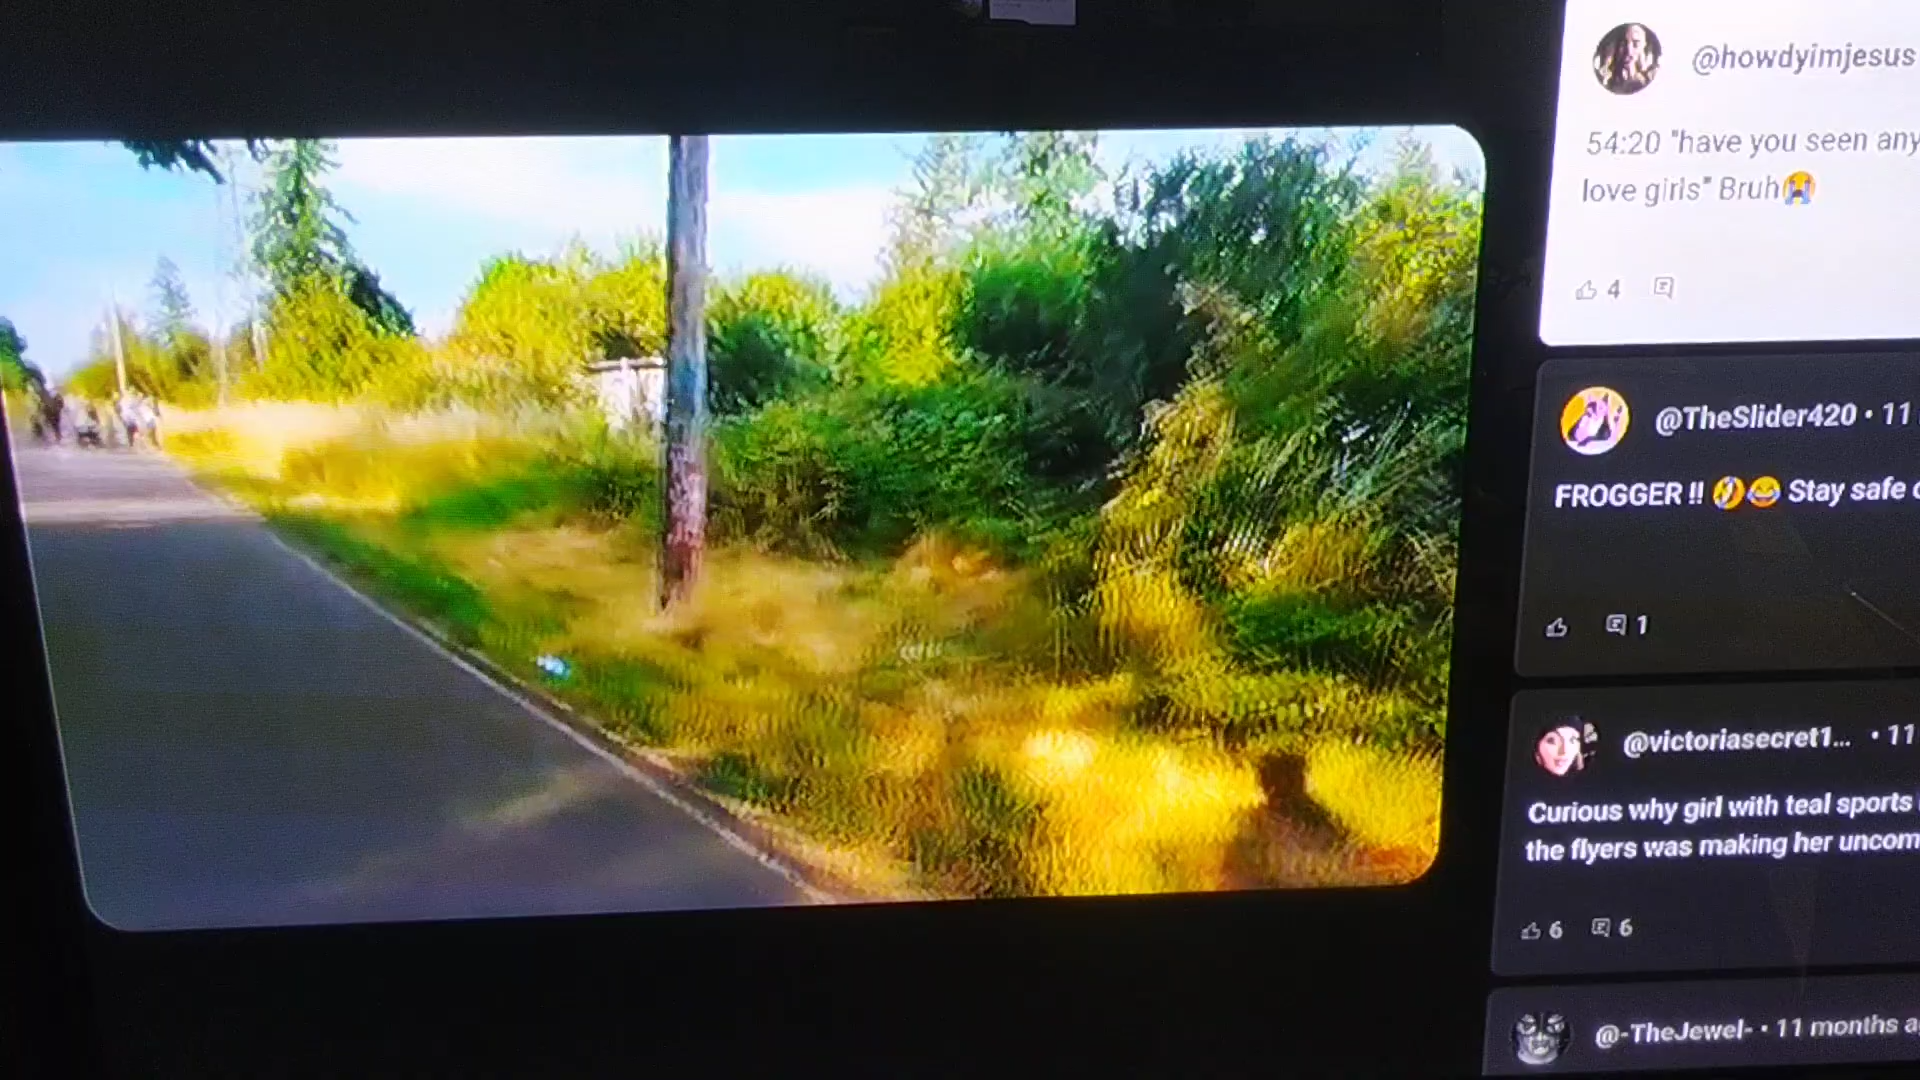 @howdyimjesus
54:20 "have you seen any
love girls" Bruh😭
4
@TheSlider420 • 11
FROGGER !! 🤣😂 Stay safe
1
@victoriasecret1... • 11
Curious why girl with teal sports
the flyers was making her uncom
6 6
@-TheJewel- • 11 months a